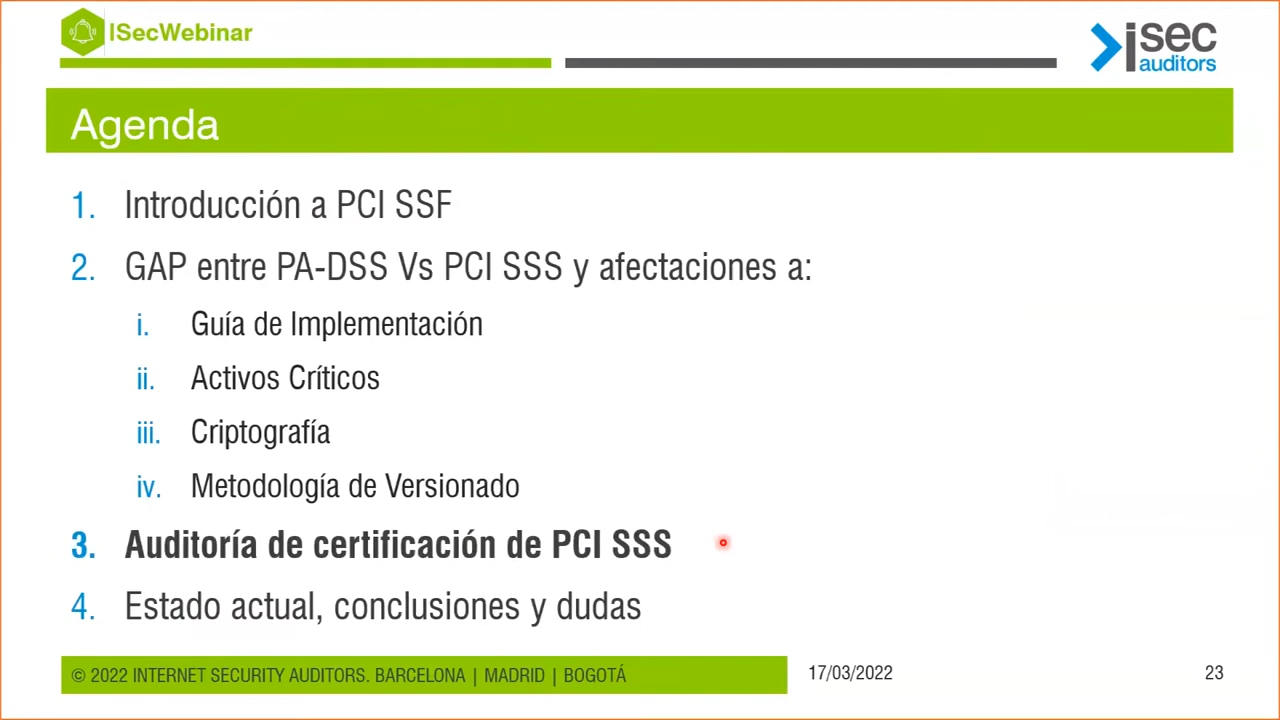 ISecWebinar
isec
auditors
Agenda
1. Introducción a PCI SSF
2. GAP entre PA-DSS Vs PCI SSS y afectaciones a:
i. Guía de Implementación
ii. Activos Críticos
iii. Criptografía
iv. Metodología de Versionado
3. Auditoría de certificación de PCI SSS
4. Estado actual, conclusiones y dudas
© 2022 INTERNET SECURITY AUDITORS. BARCELONA | MADRID | BOGOTÁ
17/03/2022
23